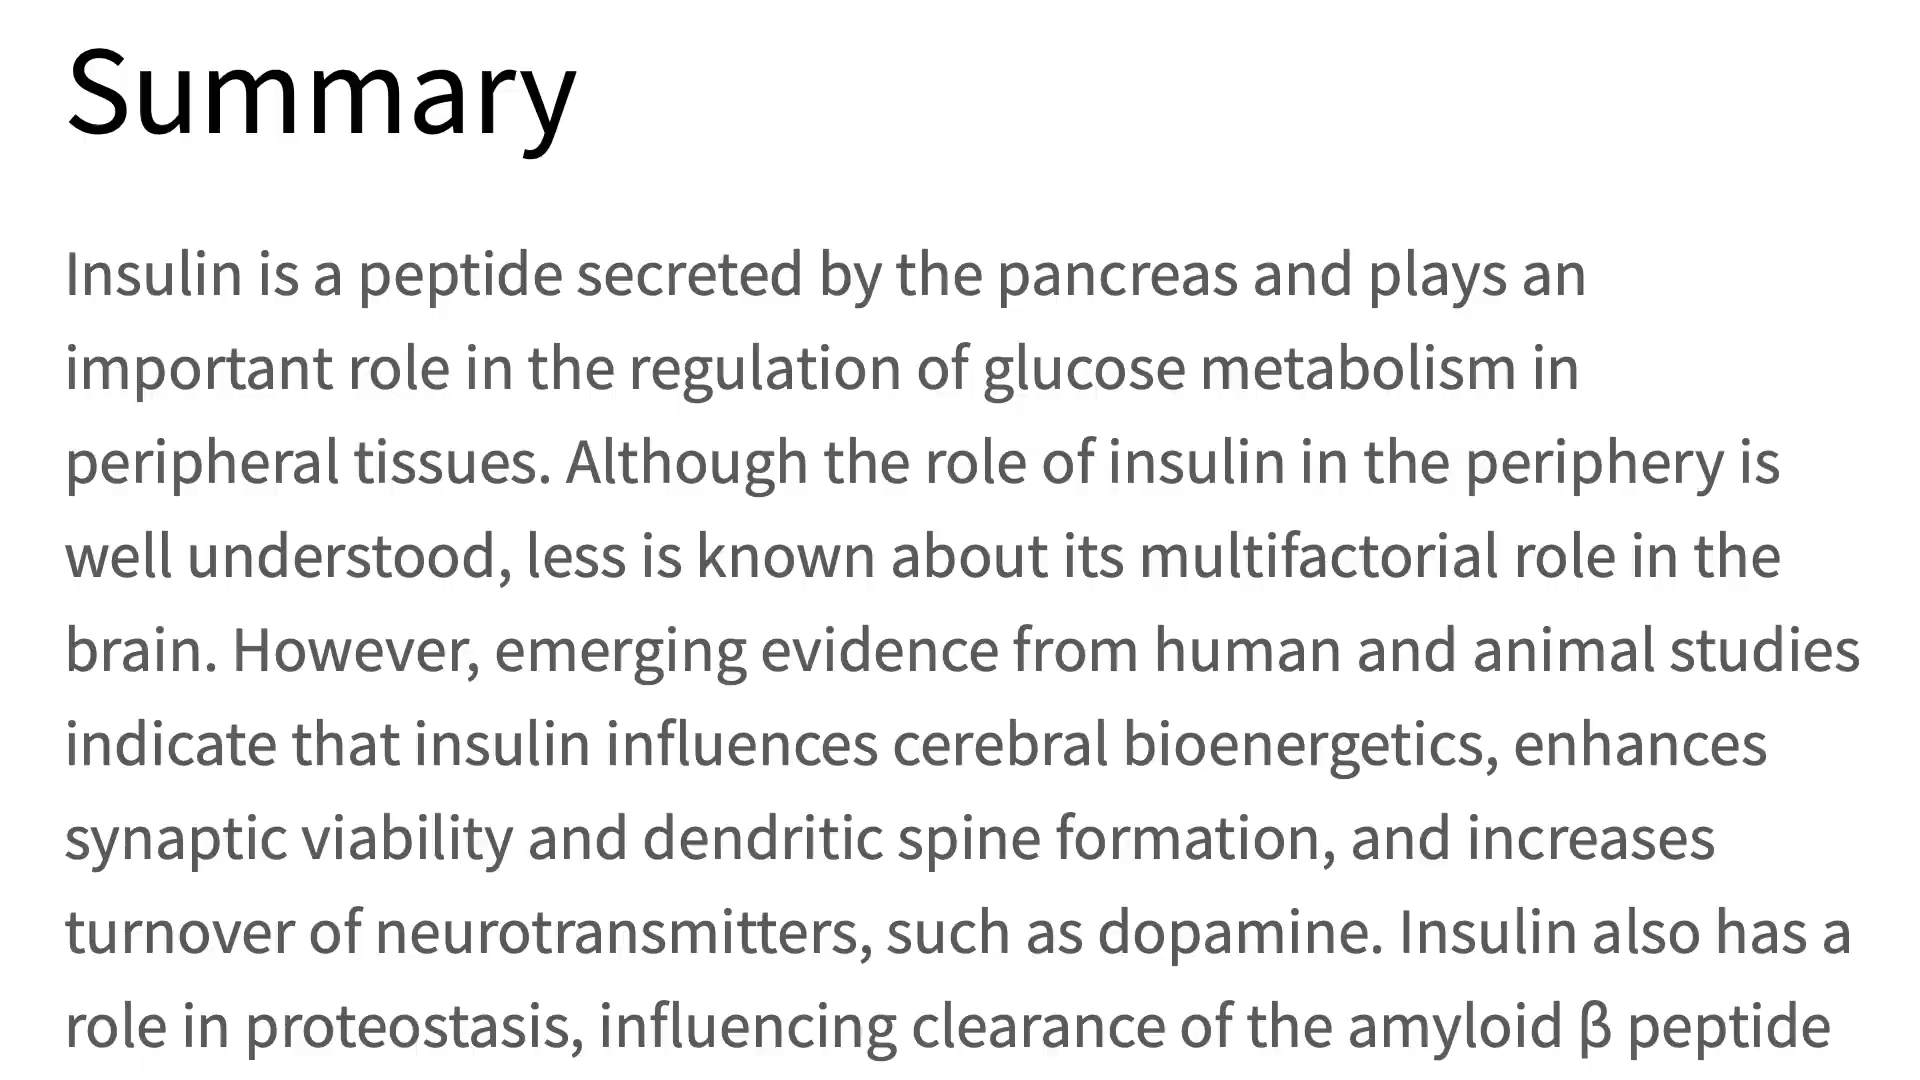 Summary
Insulin is a peptide secreted by the pancreas and plays an
important role in the regulation of glucose metabolism in
peripheral tissues. Although the role of insulin in the periphery is
well understood, less is known about its multifactorial role in the
brain. However, emerging evidence from human and animal studies
indicate that insulin influences cerebral bioenergetics, enhances
synaptic viability and dendritic spine formation, and increases
turnover of neurotransmitters, such as dopamine. Insulin also has a
role in proteostasis, influencing clearance of the amyloid β peptide